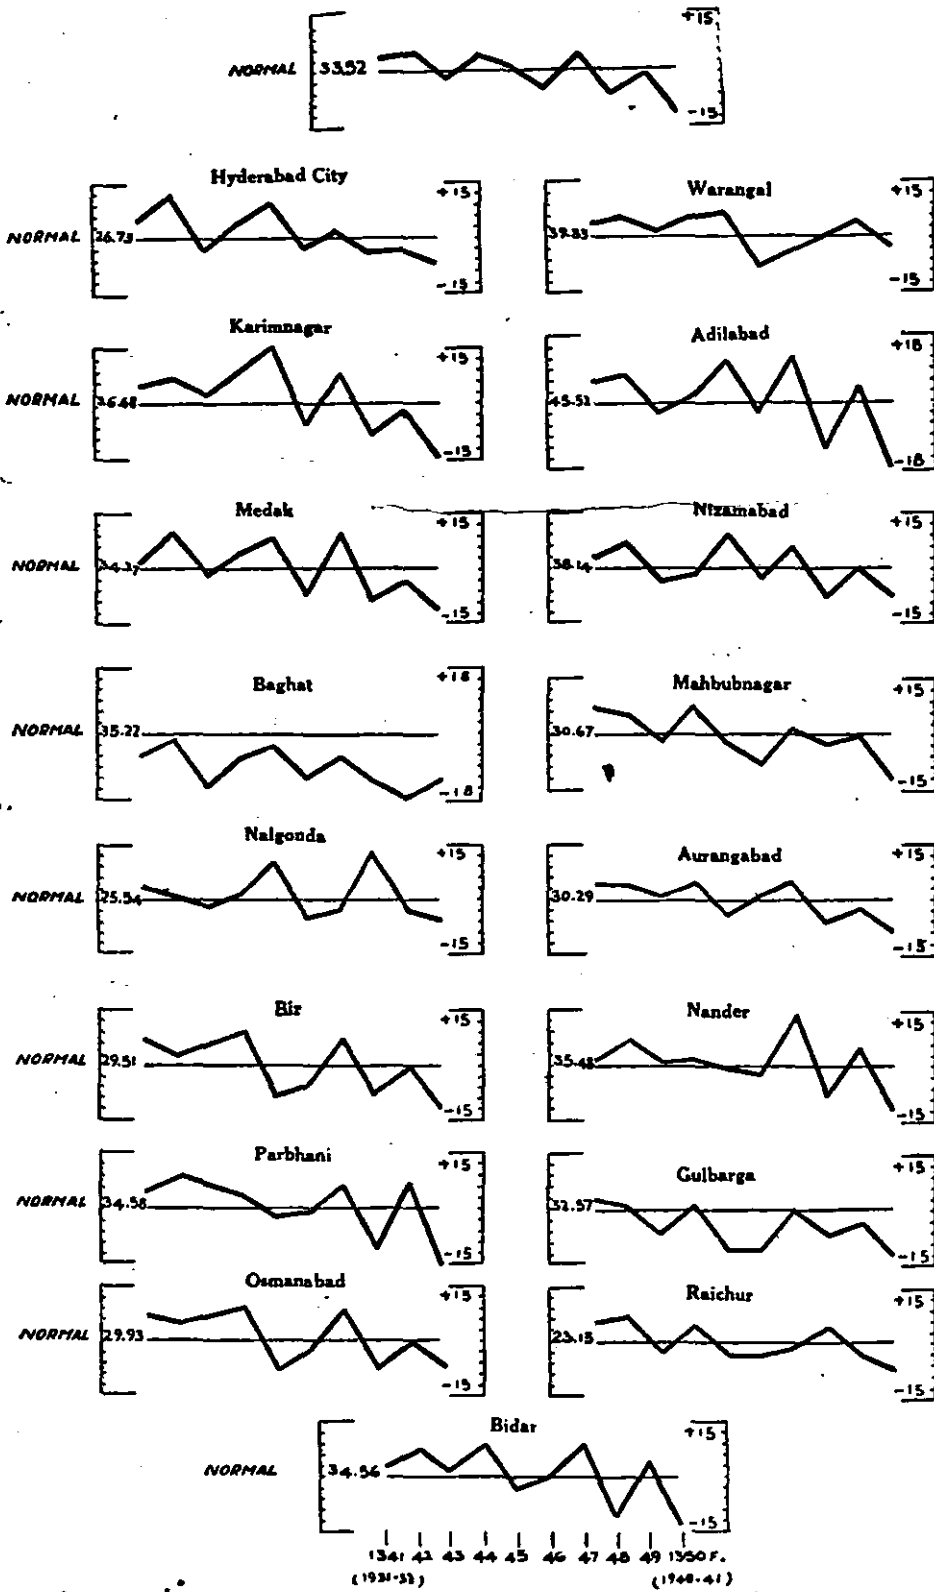 +15
NORMAL 33.52
-15
Hyderabad City
+15
NORMAL 26.73
-15
Warangal
+15
39.83
-15
Karimnagar
+15
NORMAL 36.48
-15
Adilabad
+18
45.52
-18
Medak
+15
NORMAL 34.27
-15
Nizamabad
+15
38.14
-15
Baghat
+18
NORMAL 35.22
-18
Mahbubnagar
+15
30.67
-15
Nalgonda
+15
NORMAL 25.54
-15
Aurangabad
+15
30.29
-15
Bir
+15
NORMAL 29.51
-15
Nander
+15
35.48
-15
Parbhani
+15
NORMAL 34.58
-15
Gulbarga
+15
32.57
-15
Osmanabad
+15
NORMAL 29.93
-15
Raichur
+15
23.15
-15
Bidar
+15
NORMAL 34.56
-15
1341 42 43 44 45 46 47 48 49 1350 F.
(1931-32) (1940-41)